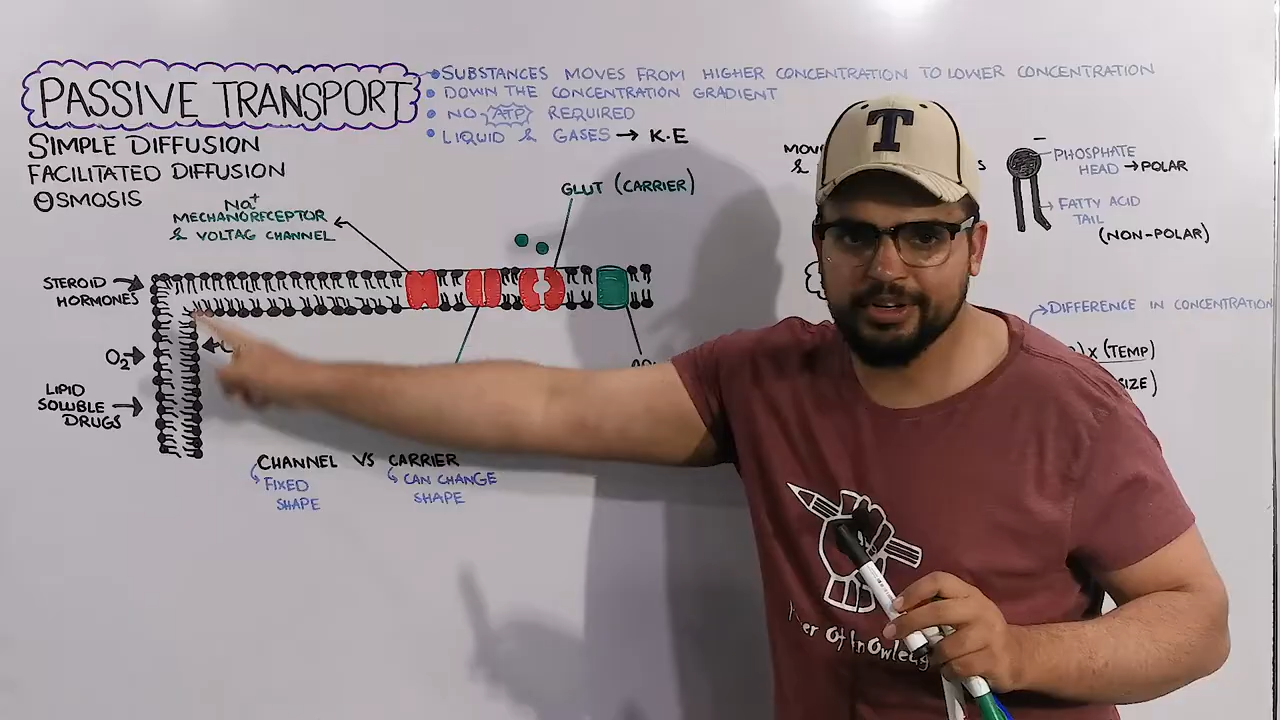 PASSIVE TRANSPORT
SUBSTANCES MOVES FROM HIGHER CONCENTRATION TO LOWER CONCENTRATION
DOWN THE CONCENTRATION GRADIENT
NO ATP REQUIRED
LIQUID & GASES → K.E
SIMPLE DIFFUSION
FACILITATED DIFFUSION
OSMOSIS
Na+
MECHANORECEPTOR
& VOLTAG CHANNEL
GLUT (CARRIER)
STEROID
HORMONES
O2
LIPID
SOLUBLE
DRUGS
CHANNEL VS CARRIER
FIXED
SHAPE
CAN CHANGE
SHAPE
&
T
PHOSPHATE
HEAD → POLAR
FATTY ACID
TAIL
(NON-POLAR)
DIFFERENCE IN CONCENTRATION
) X (TEMP)
SIZE)
Of KnOwledg